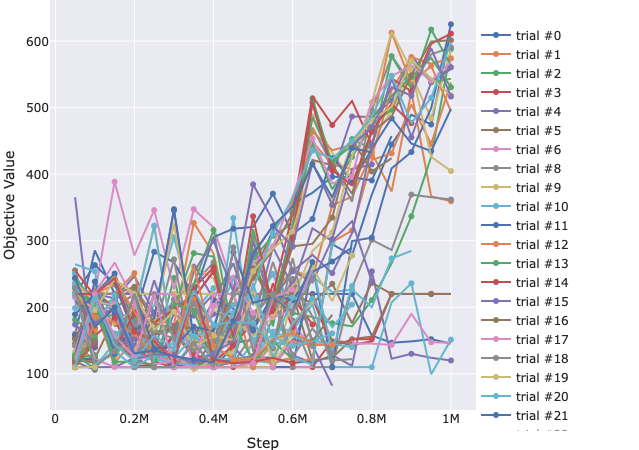 Objective Value
600
500
400
300
200
100
0
0.2M
0.4M
0.6M
0.8M
1M
Step
trial #0
trial #1
trial #2
trial #3
trial #4
trial #5
trial #6
trial #8
trial #9
trial #10
trial #11
trial #12
trial #13
trial #14
trial #15
trial #16
trial #17
trial #18
trial #19
trial #20
trial #21